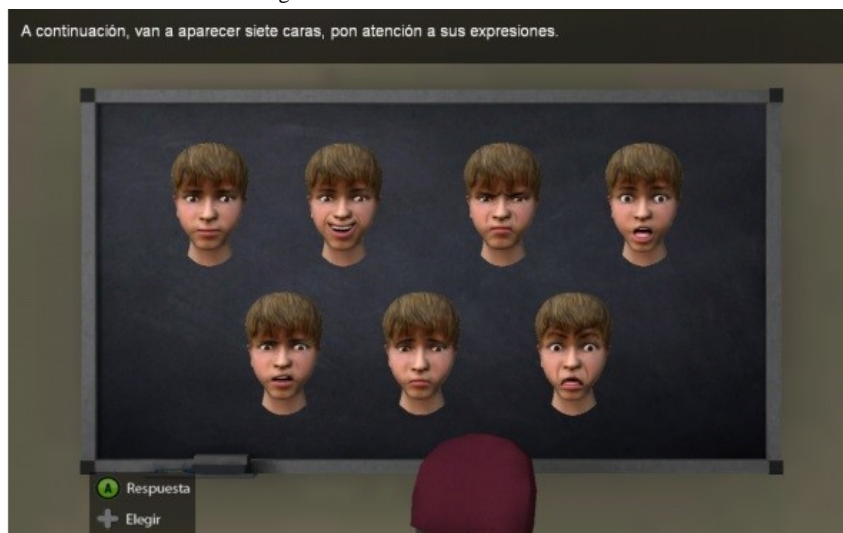 A continuación, van a aparecer siete caras, pon atención a sus expresiones.
A Respuesta
Elegir